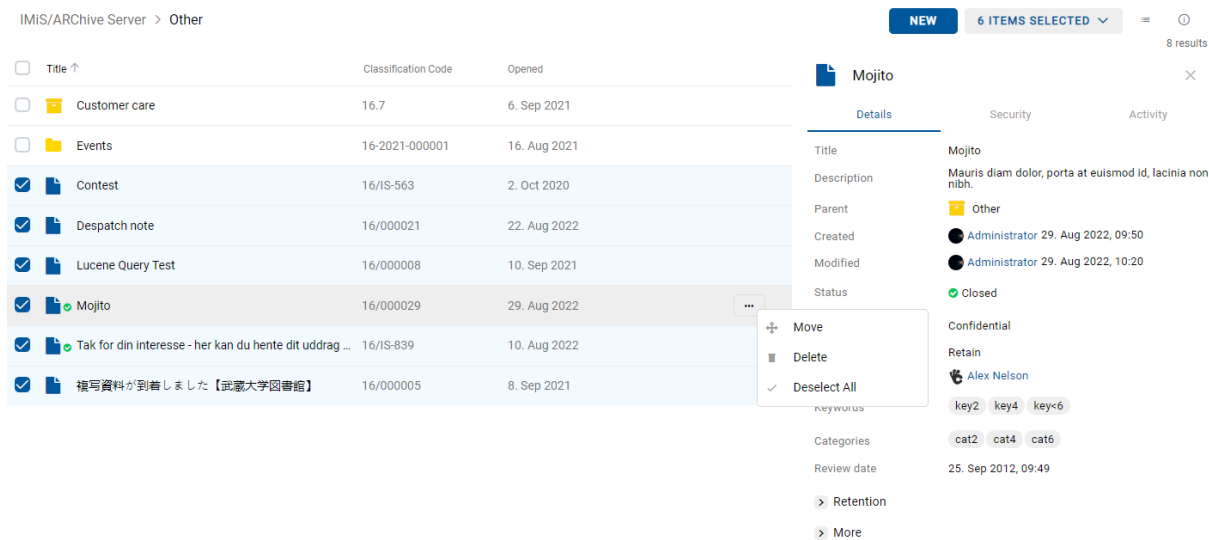 IMiS/ARChive Server > Other
NEW
6 ITEMS SELECTED
8 results
Title ↑ Classification Code Opened
Customer care 16.7 6. Sep 2021
Events 16-2021-000001 16. Aug 2021
Contest 16/IS-563 2. Oct 2020
Despatch note 16/000021 22. Aug 2022
Lucene Query Test 16/000008 10. Sep 2021
Mojito 16/000029 29. Aug 2022 ...
Tak for din interesse - her kan du hente dit uddrag ... 16/IS-839 10. Aug 2022
複写資料が到着しました【武蔵大学図書館】 16/000005 8. Sep 2021
Move
Delete
Deselect All
Mojito
Details Security Activity
Title Mojito
Description Mauris diam dolor, porta at euismod id, lacinia non
nibh.
Parent Other
Created Administrator 29. Aug 2022, 09:50
Modified Administrator 29. Aug 2022, 10:20
Status Closed
Confidential
Retain
Alex Nelson
Keywords key2 key4 key<6
Categories cat2 cat4 cat6
Review date 25. Sep 2012, 09:49
> Retention
> More